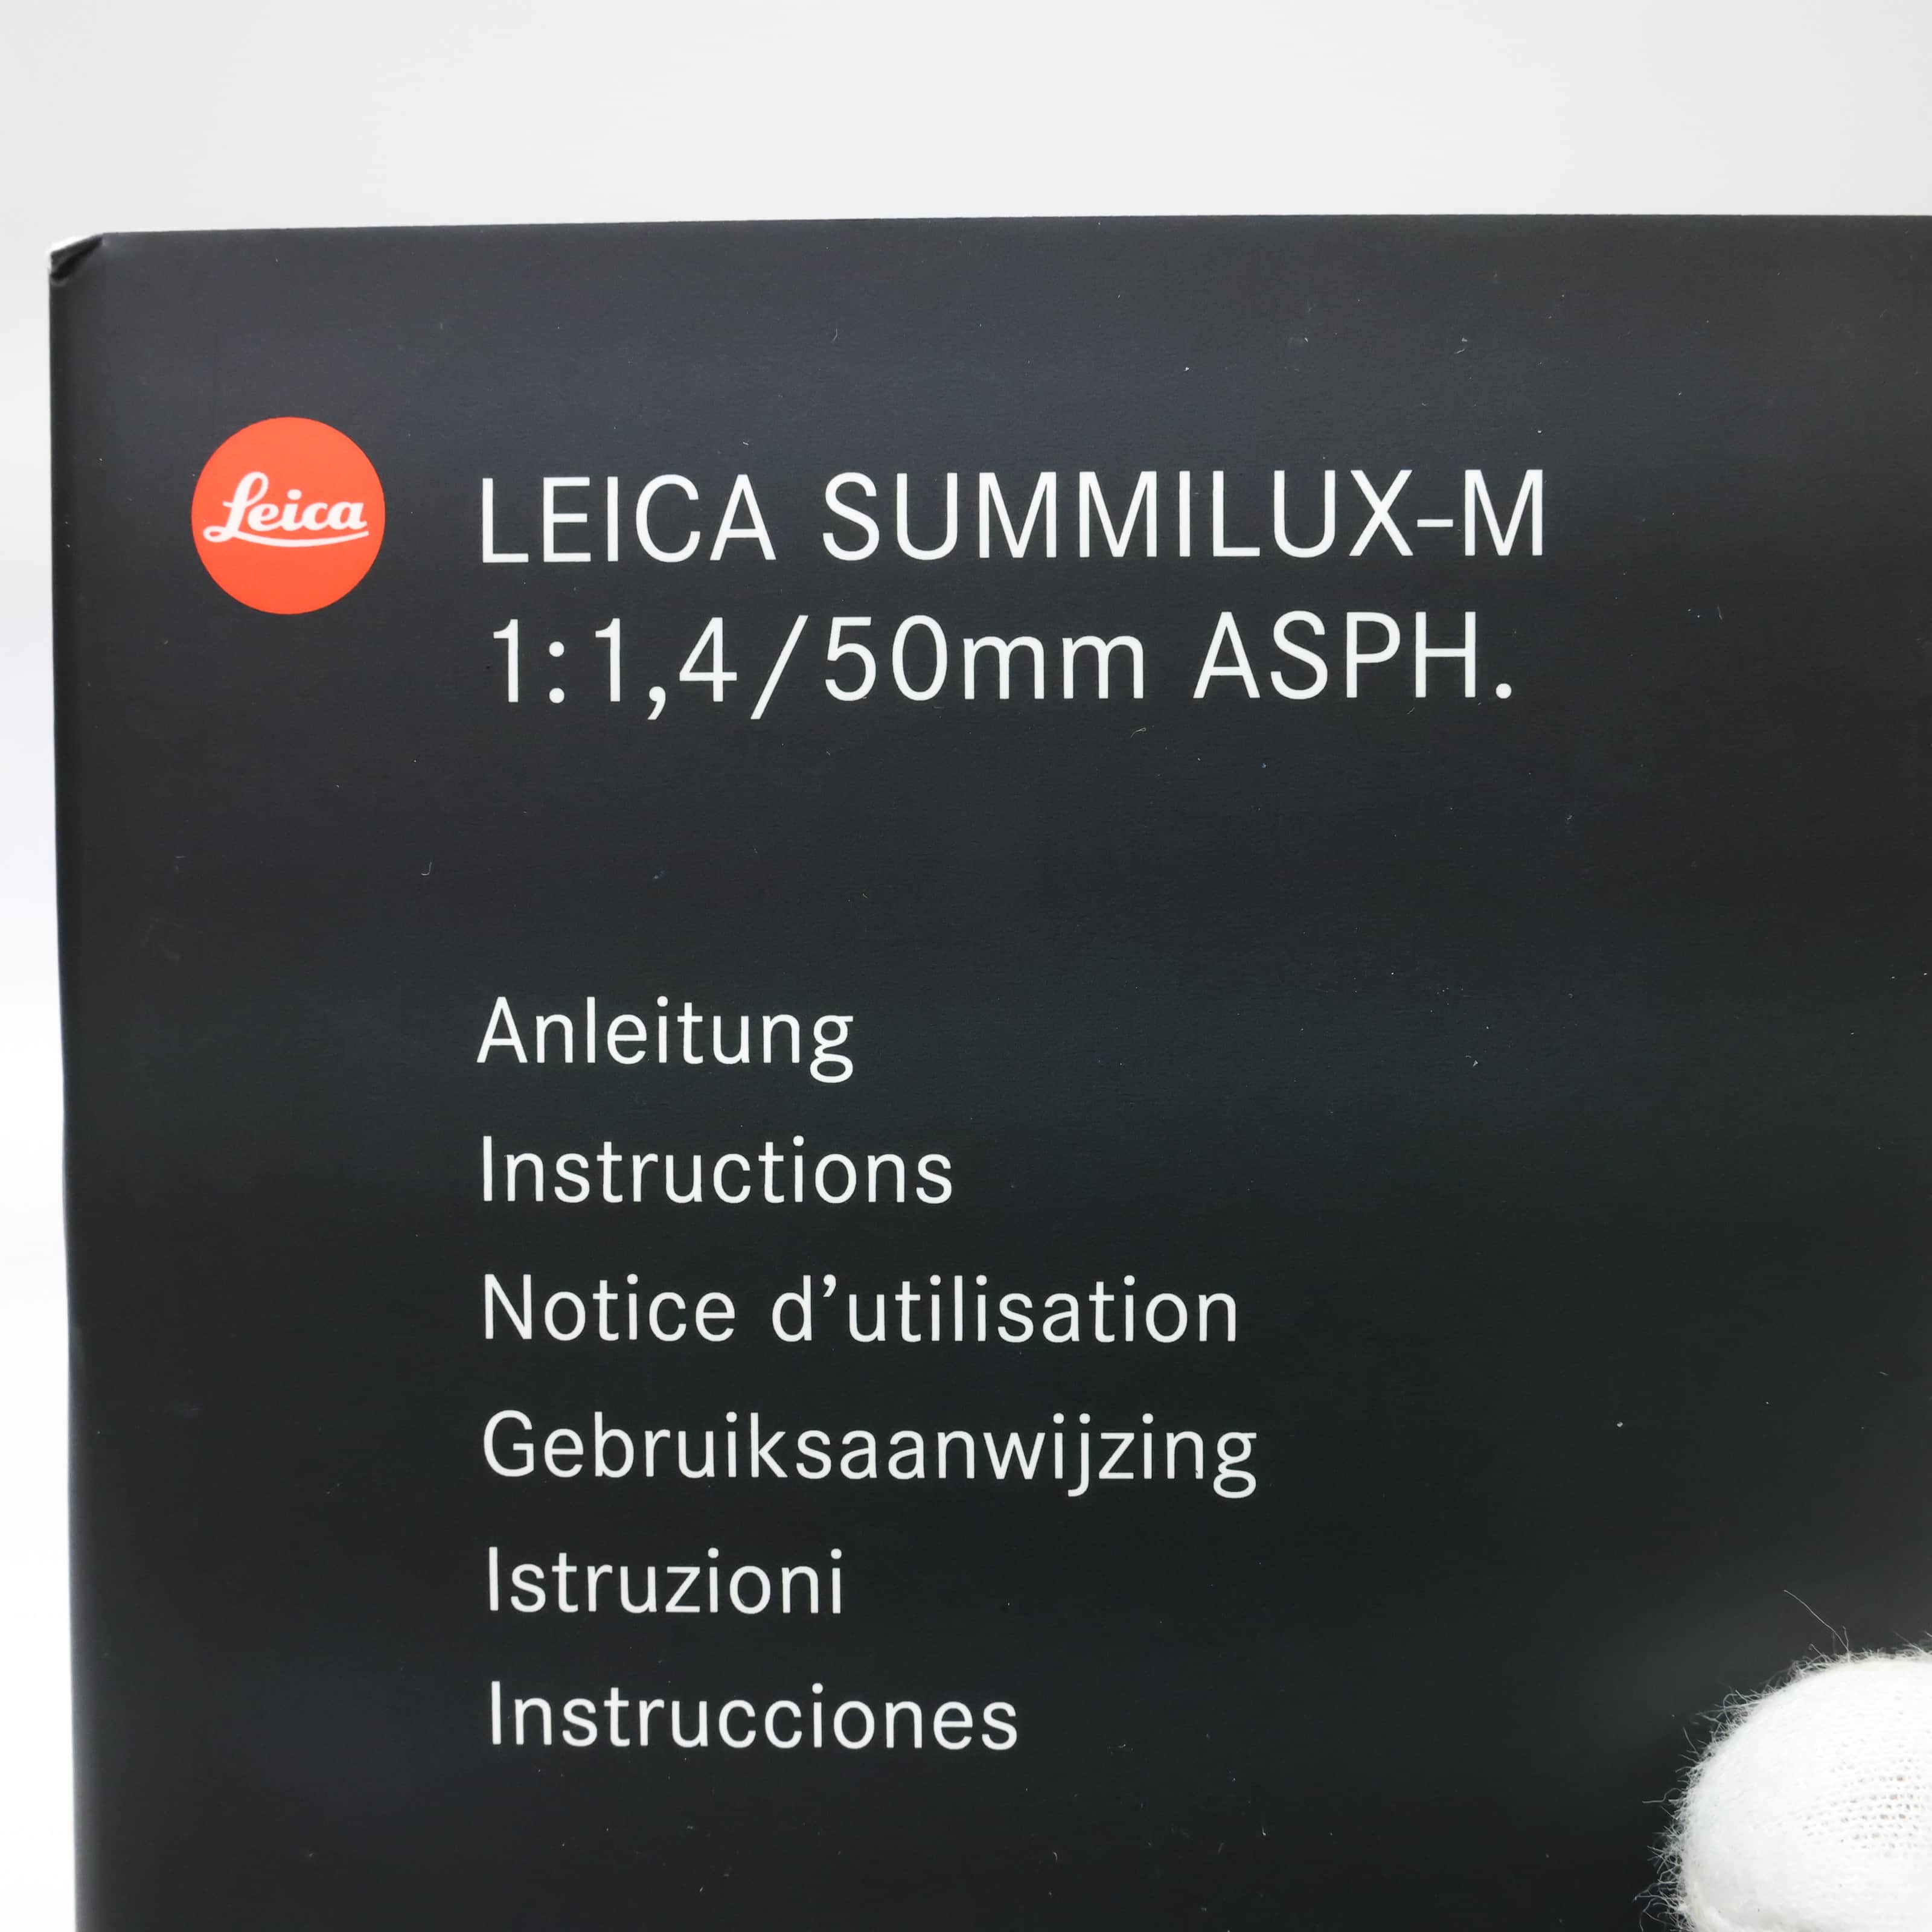 Leica
LEICA SUMMILUX-M
1:1,4/50mm ASPH.
Anleitung
Instructions
Notice d’utilisation
Gebruiksaanwijzing
Istruzioni
Instrucciones